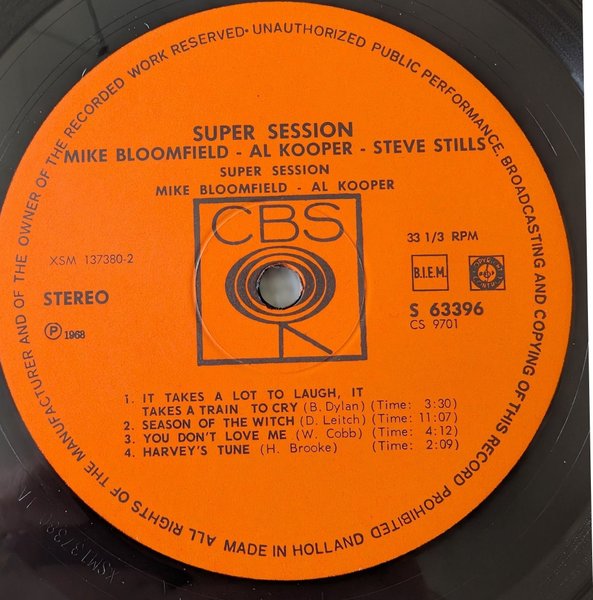 ALL RIGHTS OF THE MANUFACTURER AND OF THE OWNER OF THE RECORDED WORK RESERVED • UNAUTHORIZED PUBLIC PERFORMANCE, BROADCASTING AND COPYING OF THIS RECORD PROHIBITED
SUPER SESSION
MIKE BLOOMFIELD - AL KOOPER - STEVE STILLS
SUPER SESSION
MIKE BLOOMFIELD - AL KOOPER
CBS
XSM 137380-2
33 1/3 RPM
B.I.E.M.
STEREO
S 63396
CS 9701
℗ 1968
1. IT TAKES A LOT TO LAUGH, IT
TAKES A TRAIN TO CRY (B. Dylan) (Time: 3:30)
2. SEASON OF THE WITCH (D. Leitch) (Time: 11:07)
3. YOU DON'T LOVE ME (W. Cobb) (Time: 4:12)
4. HARVEY'S TUNE (H. Brooke) (Time: 2:09)
MADE IN HOLLAND